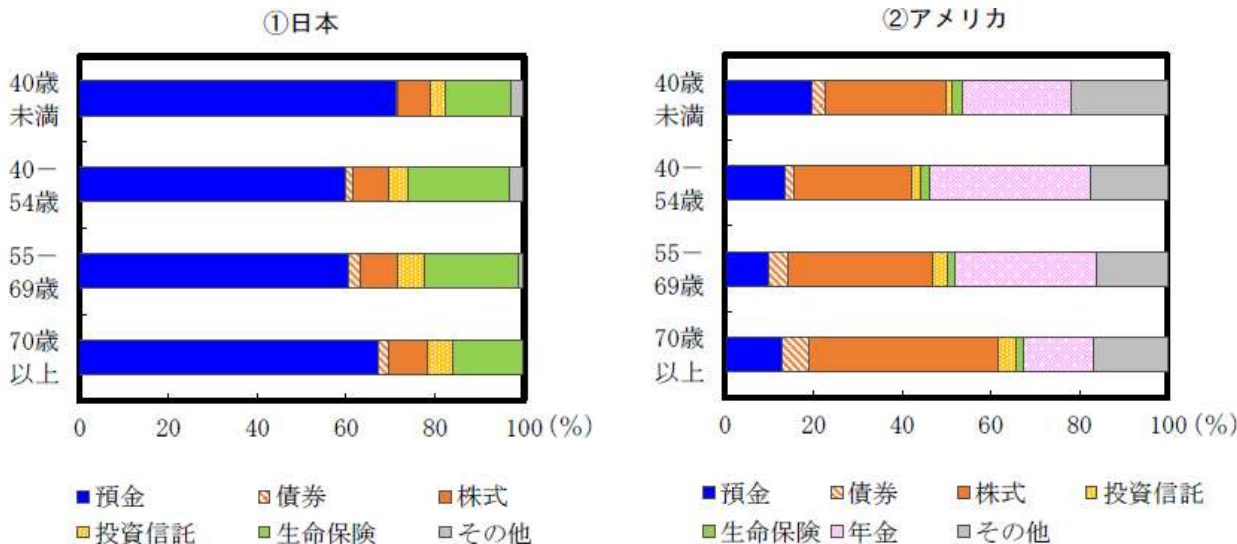 ①日本
40歳
未満
40－
54歳
55－
69歳
70歳
以上
0 20 40 60 80 100 (%)
預金 債券 株式
投資信託 生命保険 その他
②アメリカ
40歳
未満
40－
54歳
55－
69歳
70歳
以上
0 20 40 60 80 100 (%)
預金 債券 株式 投資信託
生命保険 年金 その他